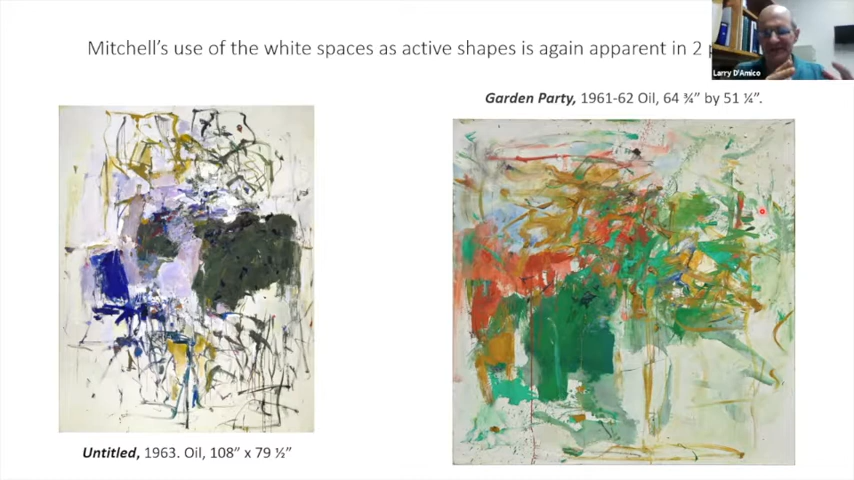 Mitchell's use of the white spaces as active shapes is again apparent in 2
Larry D'Amico
Garden Party, 1961-62 Oil, 64 ¾" by 51 ¼".
Untitled, 1963. Oil, 108" x 79 ½"